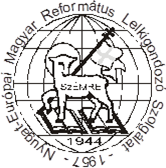 Nyugat-Európai Magyar Református Lelkigondozó Szolgálat - 1967 -
SZEMRE
1944